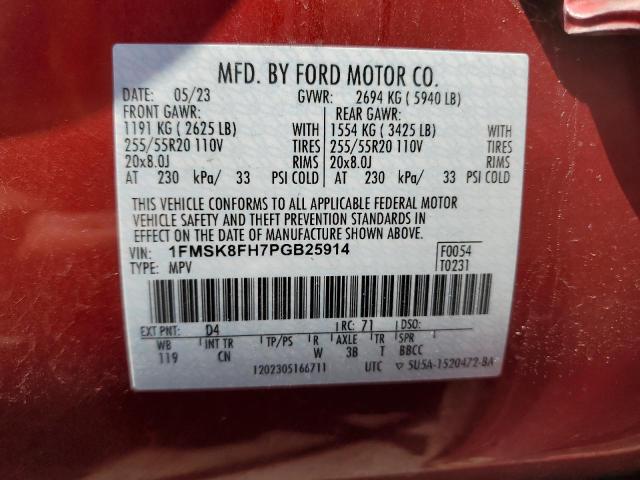 MFD. BY FORD MOTOR CO.
DATE: 05/23 GVWR: 2694 KG ( 5940 LB)
FRONT GAWR: REAR GAWR:
1191 KG ( 2625 LB) WITH 1554 KG ( 3425 LB) WITH
255/55R20 110V TIRES 255/55R20 110V TIRES
20x8.0J RIMS 20x8.0J RIMS
AT 230 kPa/ 33 PSI COLD AT 230 kPa/ 33 PSI COLD
THIS VEHICLE CONFORMS TO ALL APPLICABLE FEDERAL MOTOR
VEHICLE SAFETY AND THEFT PREVENTION STANDARDS IN
EFFECT ON THE DATE OF MANUFACTURE SHOWN ABOVE.
VIN: 1FMSK8FH7PGB25914 F0054
TYPE: MPV T0231
EXT PNT: D4 RC: 71 DSO:
WB INT TR TP/PS R AXLE TR SPR
119 CN W 3B T BBCC
1202305166711 UTC ▽ 5U5A-1520472-BA